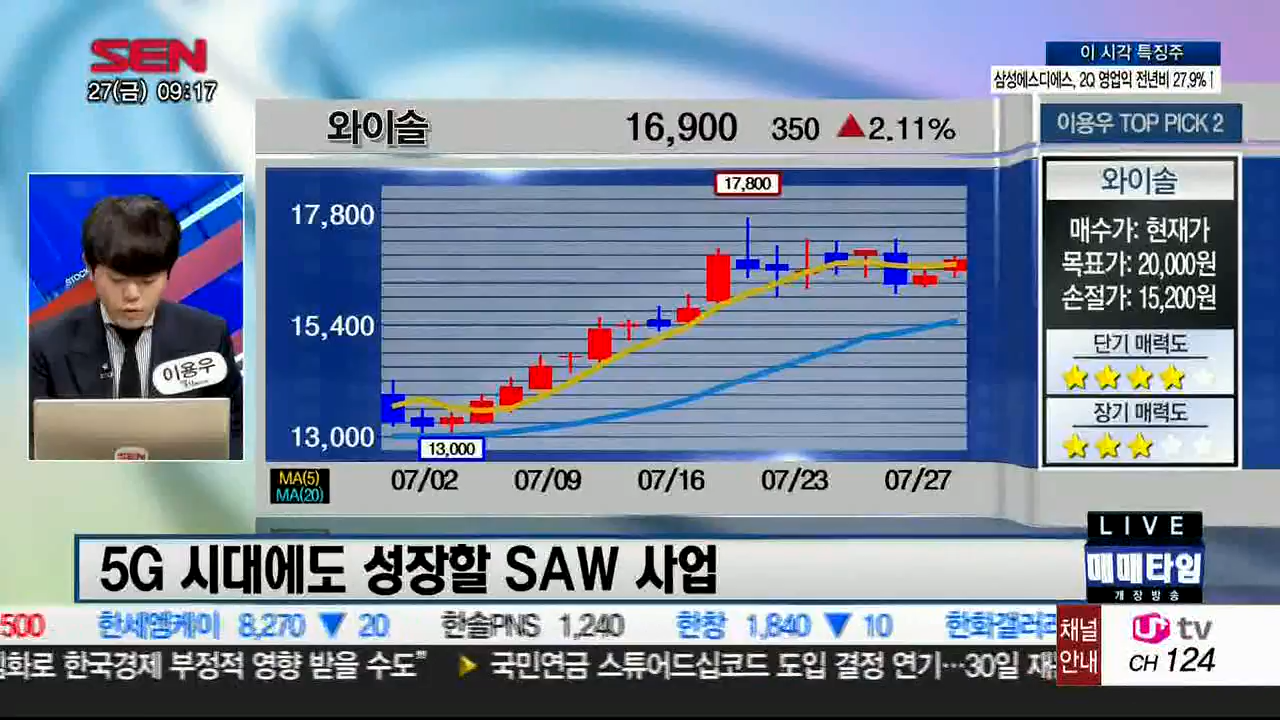 SEN
27(금) 09:17
이 시각 특징주
삼성에스디에스, 2Q 영업익 전년비 27.9%↑
와이솔 16,900 350 ▲2.11%
이용우 TOP PICK 2
17,800
17,800
15,400
13,000
13,000
MA(5)
MA(20)
07/02 07/09 07/16 07/23 07/27
와이솔
매수가: 현재가
목표가: 20,000원
손절가: 15,200원
단기 매력도
장기 매력도
STOCK
이용우
SEN
5G 시대에도 성장할 SAW 사업
LIVE
매매타임
개장방송
500 한세엠케이 8,270 ▼ 20 한솔PNS 1,240 한창 1,840 ▼ 10 한화갤러리
심화로 한국경제 부정적 영향 받을 수도” ▶ 국민연금 스튜어드십코드 도입 결정 연기…30일 재
채널
안내
U+ tv
CH 124